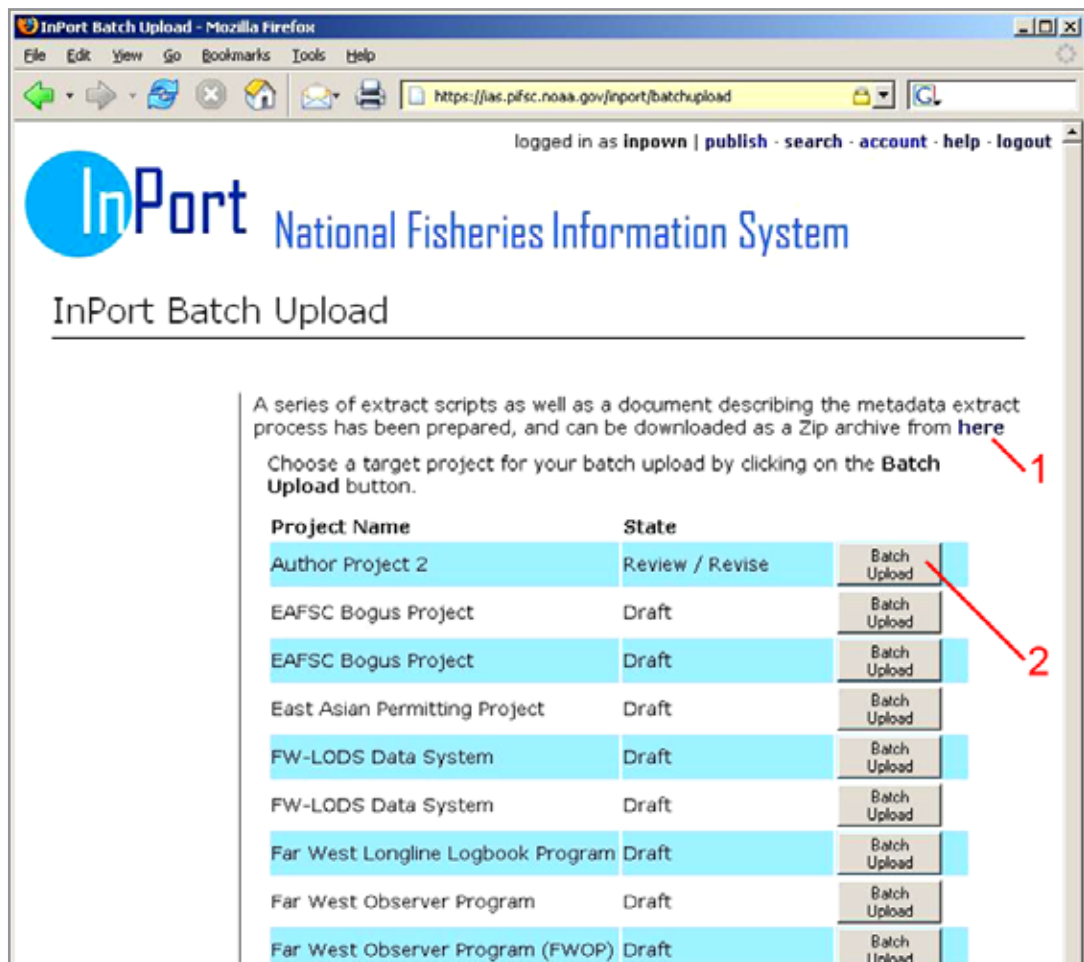 InPort Batch Upload - Mozilla Firefox
File Edit View Go Bookmarks Tools Help
https://ias.pifsc.noaa.gov/inport/batchupload
logged in as inpown | publish - search - account - help - logout
InPort National Fisheries Information System
InPort Batch Upload
A series of extract scripts as well as a document describing the metadata extract
process has been prepared, and can be downloaded as a Zip archive from here
1
Choose a target project for your batch upload by clicking on the Batch
Upload button.
Project Name State
Author Project 2 Review / Revise Batch Upload
EAFSC Bogus Project Draft Batch Upload
EAFSC Bogus Project Draft Batch Upload
2
East Asian Permitting Project Draft Batch Upload
FW-LODS Data System Draft Batch Upload
FW-LODS Data System Draft Batch Upload
Far West Longline Logbook Program Draft Batch Upload
Far West Observer Program Draft Batch Upload
Far West Observer Program (FWOP) Draft Batch Upload